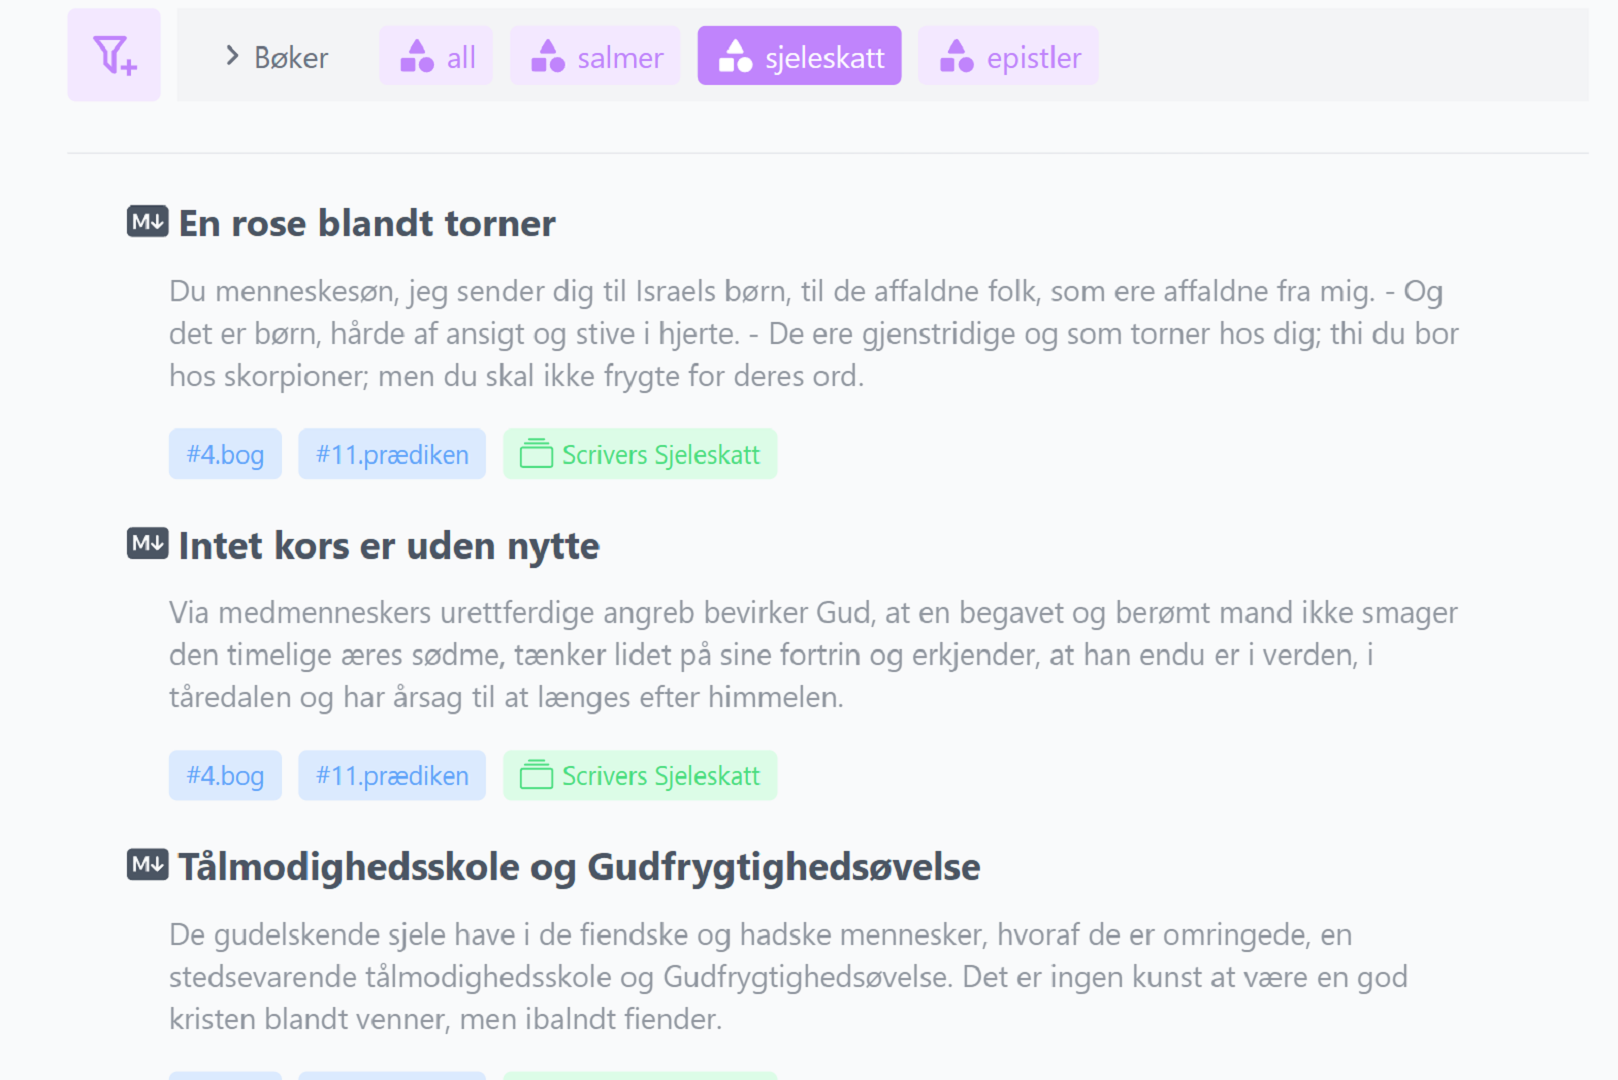 Bøker all salmer sjeleskatt epistler
M↓ En rose blandt torner
Du menneskesøn, jeg sender dig til Israels børn, til de affaldne folk, som ere affaldne fra mig. - Og
det er børn, hårde af ansigt og stive i hjerte. - De ere gjenstridige og som torner hos dig; thi du bor
hos skorpioner; men du skal ikke frygte for deres ord.
#4.bog #11.prædiken Scrivers Sjeleskatt
M↓ Intet kors er uden nytte
Via medmenneskers urettferdige angreb bevirker Gud, at en begavet og berømt mand ikke smager
den timelige æres sødme, tænker lidet på sine fortrin og erkjender, at han endu er i verden, i
tåredalen og har årsag til at længes efter himmelen.
#4.bog #11.prædiken Scrivers Sjeleskatt
M↓ Tålmodighedsskole og Gudfrygtighedsøvelse
De gudelskende sjele have i de fiendske og hadske mennesker, hvoraf de er omringede, en
stedsevarende tålmodighedsskole og Gudfrygtighedsøvelse. Det er ingen kunst at være en god
kristen blandt venner, men ibalndt fiender.